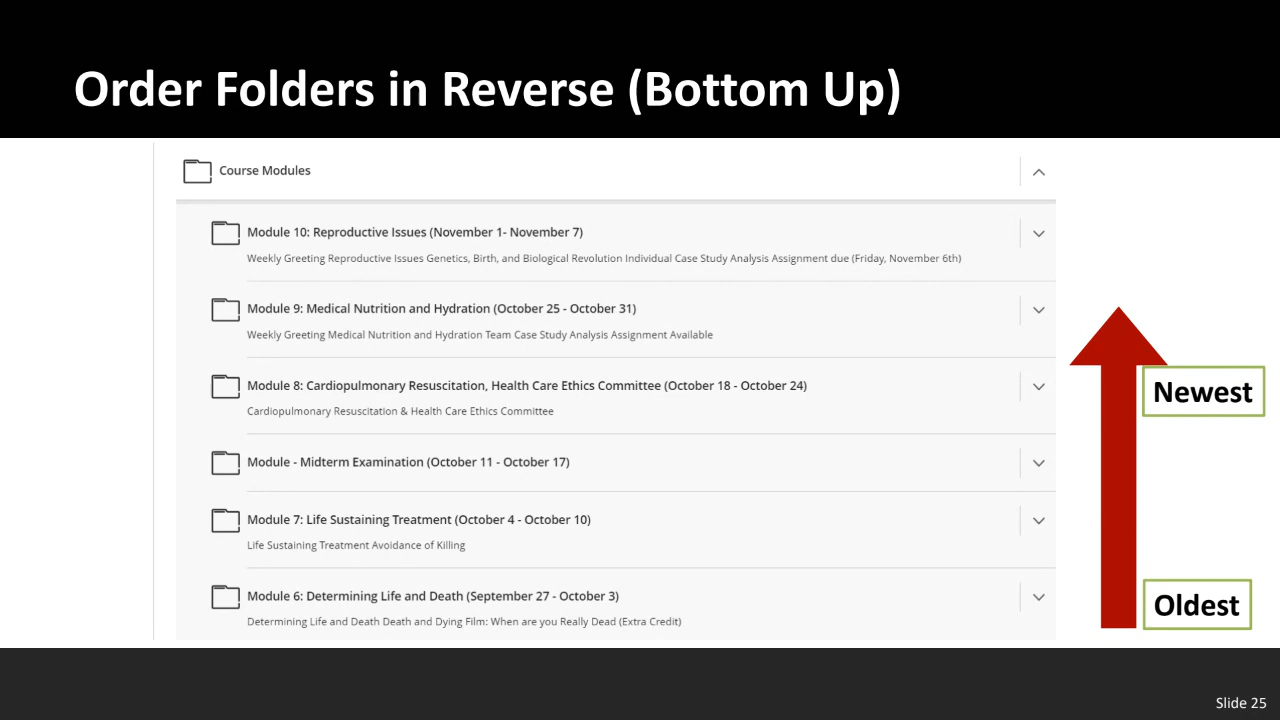 Order Folders in Reverse (Bottom Up)
Course Modules
Module 10: Reproductive Issues (November 1- November 7)
Weekly Greeting Reproductive Issues Genetics, Birth, and Biological Revolution Individual Case Study Analysis Assignment due (Friday, November 6th)
Module 9: Medical Nutrition and Hydration (October 25 - October 31)
Weekly Greeting Medical Nutrition and Hydration Team Case Study Analysis Assignment Available
Module 8: Cardiopulmonary Resuscitation, Health Care Ethics Committee (October 18 - October 24)
Cardiopulmonary Resuscitation & Health Care Ethics Committee
Module - Midterm Examination (October 11 - October 17)
Module 7: Life Sustaining Treatment (October 4 - October 10)
Life Sustaining Treatment Avoidance of Killing
Module 6: Determining Life and Death (September 27 - October 3)
Determining Life and Death Death and Dying Film: When are you Really Dead (Extra Credit)
Newest
Oldest
Slide 25